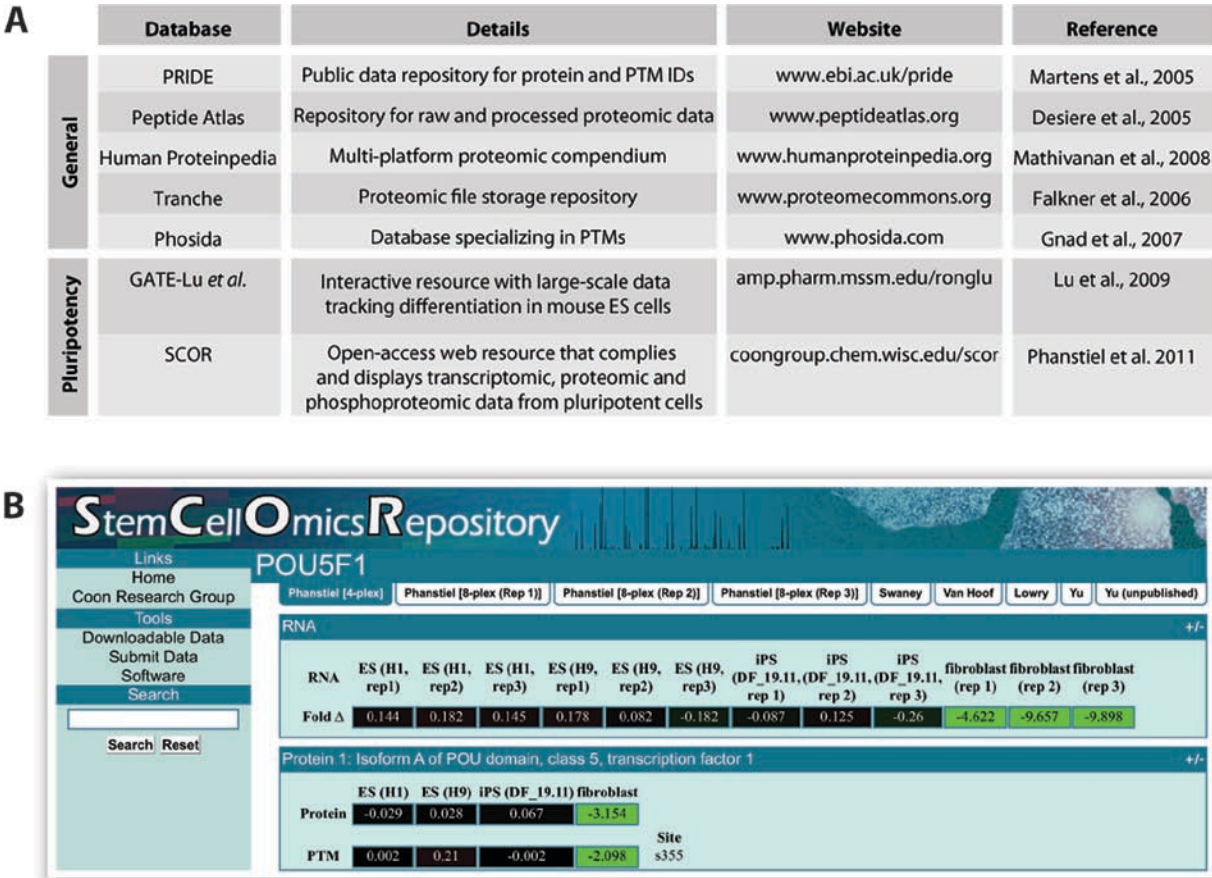 A
Database Details Website Reference
General
PRIDE Public data repository for protein and PTM IDs www.ebi.ac.uk/pride Martens et al., 2005
Peptide Atlas Repository for raw and processed proteomic data www.peptideatlas.org Desiere et al., 2005
Human Proteinpedia Multi-platform proteomic compendium www.humanproteinpedia.org Mathivanan et al., 2008
Tranche Proteomic file storage repository www.proteomecommons.org Falkner et al., 2006
Phosida Database specializing in PTMs www.phosida.com Gnad et al., 2007
Pluripotency
GATE-Lu et al. Interactive resource with large-scale data amp.pharm.mssm.edu/ronglu Lu et al., 2009
tracking differentiation in mouse ES cells
SCOR Open-access web resource that complies coongroup.chem.wisc.edu/scor Phanstiel et al. 2011
and displays transcriptomic, proteomic and
phosphoproteomic data from pluripotent cells
B
StemCellOmicsRepository
Links
Home
Coon Research Group
Tools
Downloadable Data
Submit Data
Software
Search
Search Reset
POU5F1
Phanstiel [4-plex] Phanstiel [8-plex (Rep 1)] Phanstiel [8-plex (Rep 2)] Phanstiel [8-plex (Rep 3)] Swaney Van Hoof Lowry Yu Yu (unpublished)
RNA +/-
RNA ES (H1, rep1) ES (H1, rep2) ES (H1, rep3) ES (H9, rep1) ES (H9, rep2) ES (H9, rep3) iPS (DF_19.11, rep 1) iPS (DF_19.11, rep 2) iPS (DF_19.11, rep 3) fibroblast (rep 1) fibroblast (rep 2) fibroblast (rep 3)
Fold Δ 0.144 0.182 0.145 0.178 0.082 -0.182 -0.087 0.125 -0.26 -4.622 -9.657 -9.898
Protein 1: Isoform A of POU domain, class 5, transcription factor 1 +/-
ES (H1) ES (H9) iPS (DF_19.11) fibroblast
Protein -0.029 0.028 0.067 -3.154
Site
PTM 0.002 0.21 -0.002 -2.098 s355